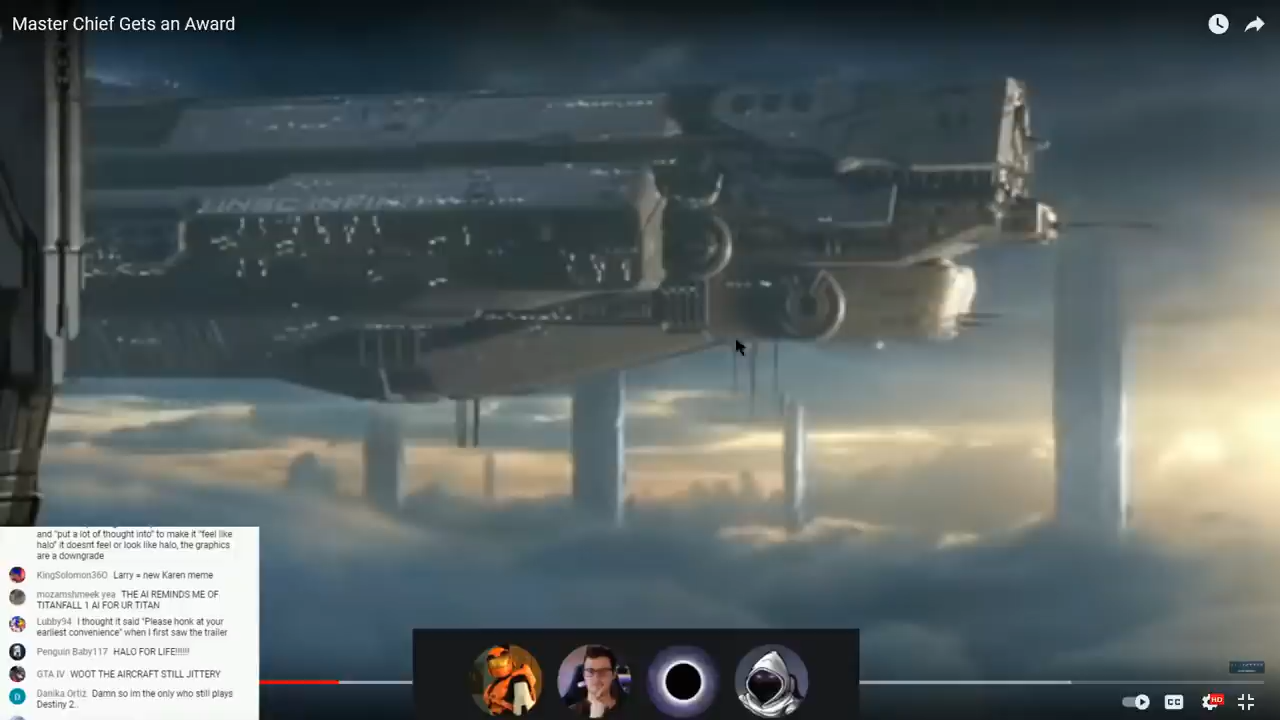 Master Chief Gets an Award
UNSC INFINITY
and "put a lot of thought into" to make it "feel like
halo" it doesnt feel or look like halo, the graphics
are a downgrade
KingSolomon360 Larry = new Karen meme
mozamshmeek yea THE AI REMINDS ME OF
TITANFALL 1 AI FOR UR TITAN
Lubby94 I thought it said "Please honk at your
earliest convenience" when I first saw the trailer
Penguin Baby117 HALO FOR LIFE!!!!!!
GTA IV WOOT THE AIRCRAFT STILL JITTERY
D Danika Ortiz Damn so im the only who still plays
Destiny 2..
CC
HD